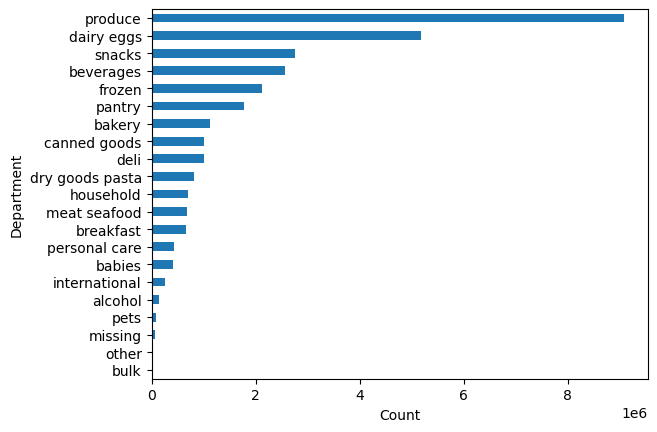 produce
dairy eggs
snacks
beverages
frozen
pantry
bakery
canned goods
deli
dry goods pasta
household
meat seafood
breakfast
personal care
babies
international
alcohol
pets
missing
other
bulk
Department
0 2 4 6 8
1e6
Count